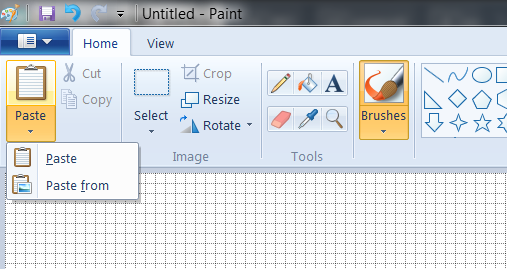 Untitled - Paint
Home View
Paste
Cut
Copy
Select
Crop
Resize
Rotate
Image
A
Tools
Brushes
Paste
Paste from